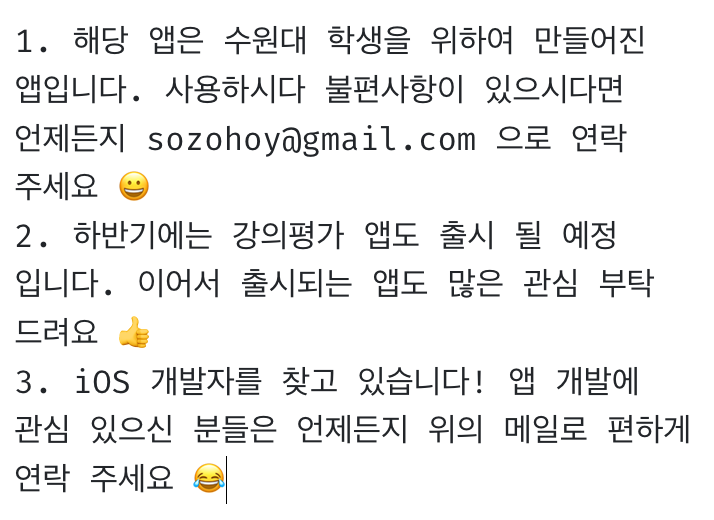 1. 해당 앱은 수원대 학생을 위하여 만들어진
앱입니다. 사용하시다 불편사항이 있으시다면
언제든지 sozohoy@gmail.com 으로 연락
주세요 😀
2. 하반기에는 강의평가 앱도 출시 될 예정
입니다. 이어서 출시되는 앱도 많은 관심 부탁
드려요 👍
3. iOS 개발자를 찾고 있습니다! 앱 개발에
관심 있으신 분들은 언제든지 위의 메일로 편하게
연락 주세요 😂